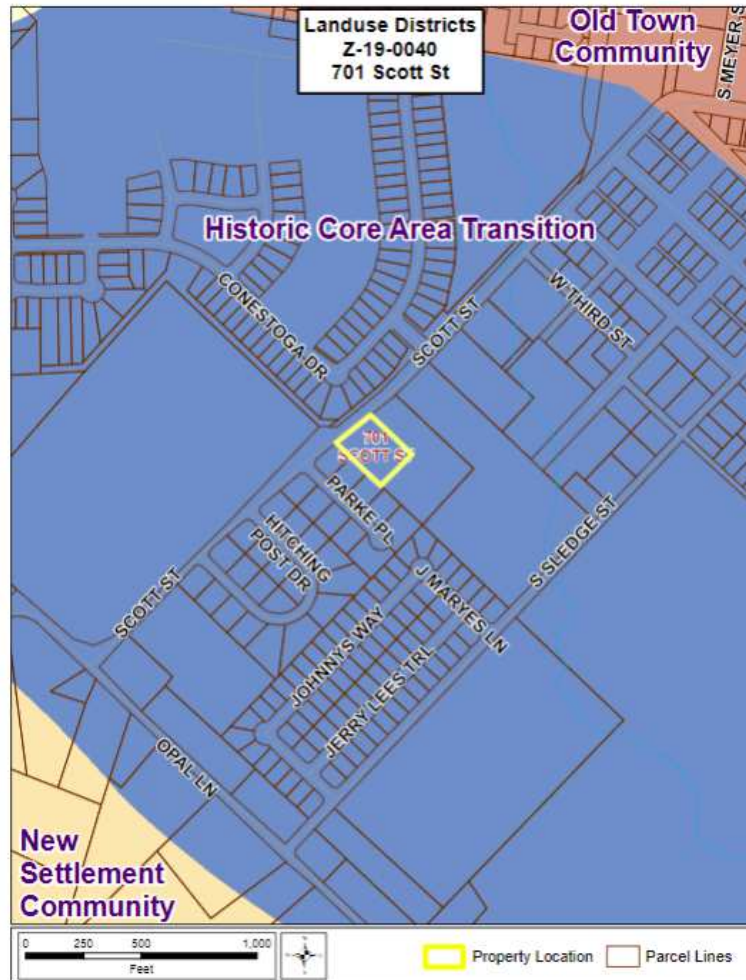 Landuse Districts
Z-19-0040
701 Scott St
Old Town
Community
S MEYER S
Historic Core Area Transition
CONESTOGA DR
SCOTT ST
W THIRD ST
701
SCOTT ST
PARKE PL
HITCHING
POST DR
S SLEDGE ST
J MARYES LN
SCOTT ST
JOHNNYS WAY
JERRY LEES TRL
OPAL LN
New
Settlement
Community
0 250 500 1,000
Feet
Property Location
Parcel Lines